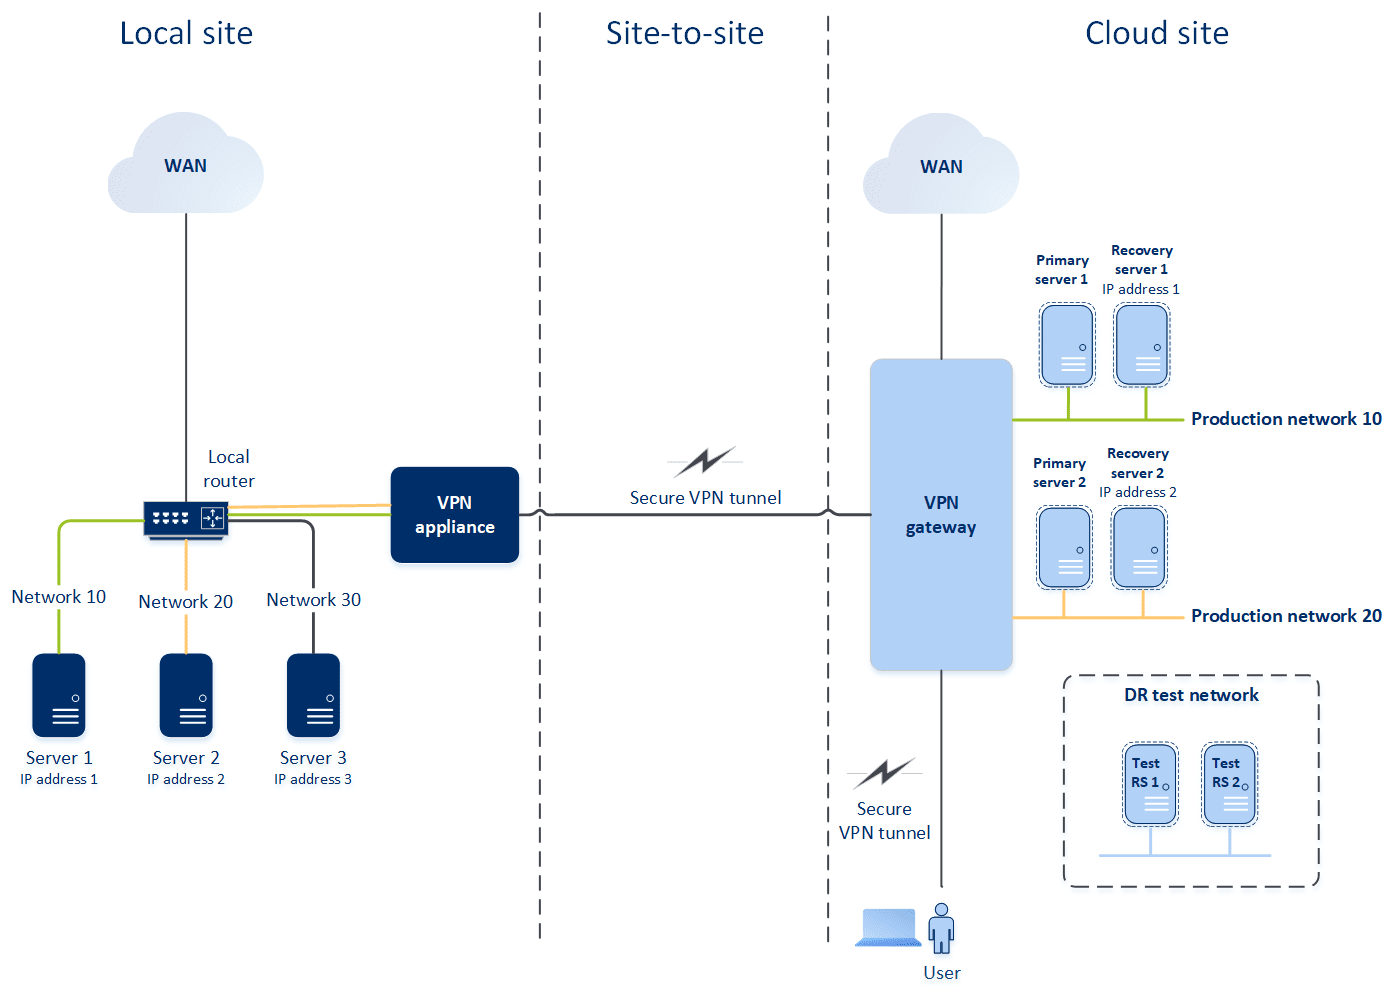 Local site
Site-to-site
Cloud site
WAN
WAN
Primary
server 1
Recovery
server 1
IP address 1
Production network 10
Local
router
VPN
appliance
Secure VPN tunnel
VPN
gateway
Primary
server 2
Recovery
server 2
IP address 2
Production network 20
Network 10
Network 20
Network 30
Server 1
IP address 1
Server 2
IP address 2
Server 3
IP address 3
DR test network
Test
RS 1
Test
RS 2
Secure
VPN tunnel
User